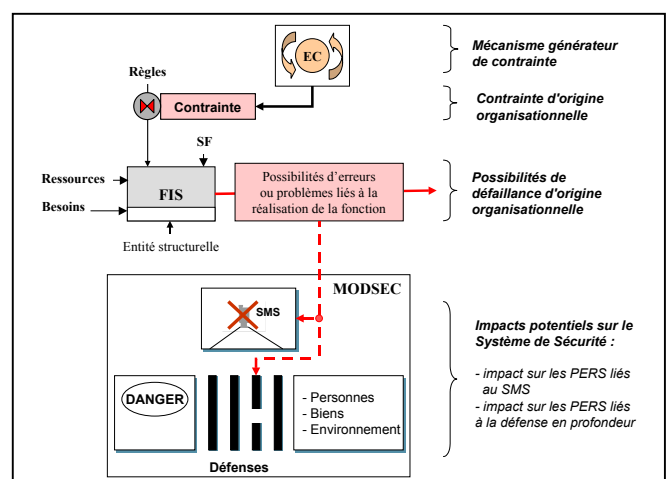 EC
Mécanisme générateur
de contrainte
Règles
Contrainte
Contrainte d'origine
organisationnelle
SF
Ressources
FIS
Besoins
Entité structurelle
Possibilités d'erreurs
ou problèmes liés à la
réalisation de la fonction
Possibilités de
défaillance d'origine
organisationnelle
MODSEC
SMS
DANGER
- Personnes
- Biens
- Environnement
Défenses
Impacts potentiels sur le
Système de Sécurité :
- impact sur les PERS liés
au SMS
- impact sur les PERS liés
à la défense en profondeur